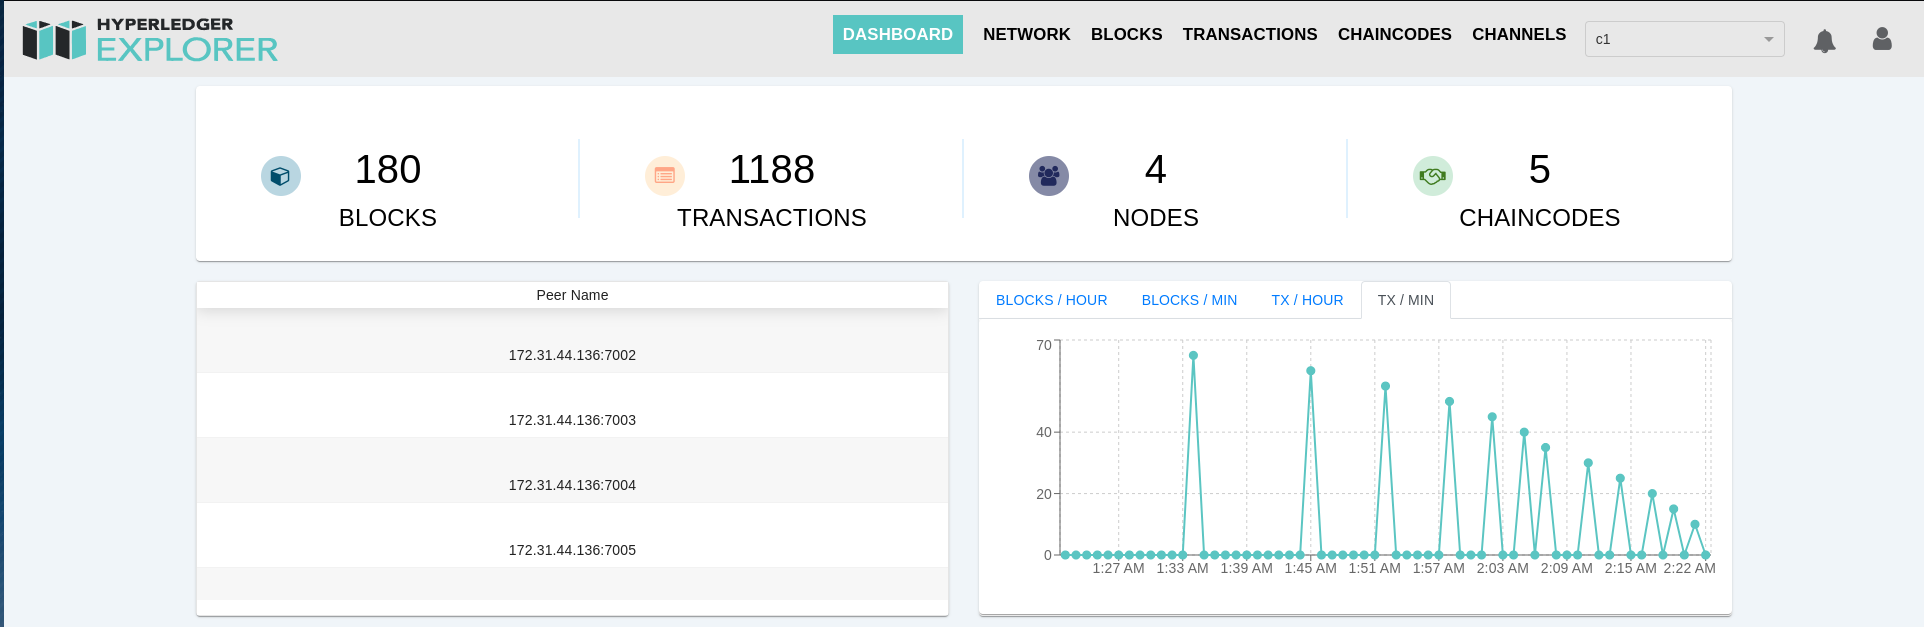 HYPERLEDGER
EXPLORER
DASHBOARD NETWORK BLOCKS TRANSACTIONS CHAINCODES CHANNELS c1
180 1188 4 5
BLOCKS TRANSACTIONS NODES CHAINCODES
Peer Name
172.31.44.136:7002
172.31.44.136:7003
172.31.44.136:7004
172.31.44.136:7005
BLOCKS / HOUR BLOCKS / MIN TX / HOUR TX / MIN
70
40
20
0
1:27 AM 1:33 AM 1:39 AM 1:45 AM 1:51 AM 1:57 AM 2:03 AM 2:09 AM 2:15 AM 2:22 AM